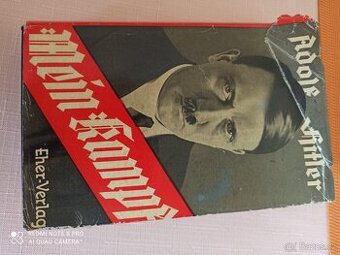 Adolf Hitler
Mein Kampf
Eher-Verlag
REDMI NOTE 8 PRO
AI QUAD CAMERA